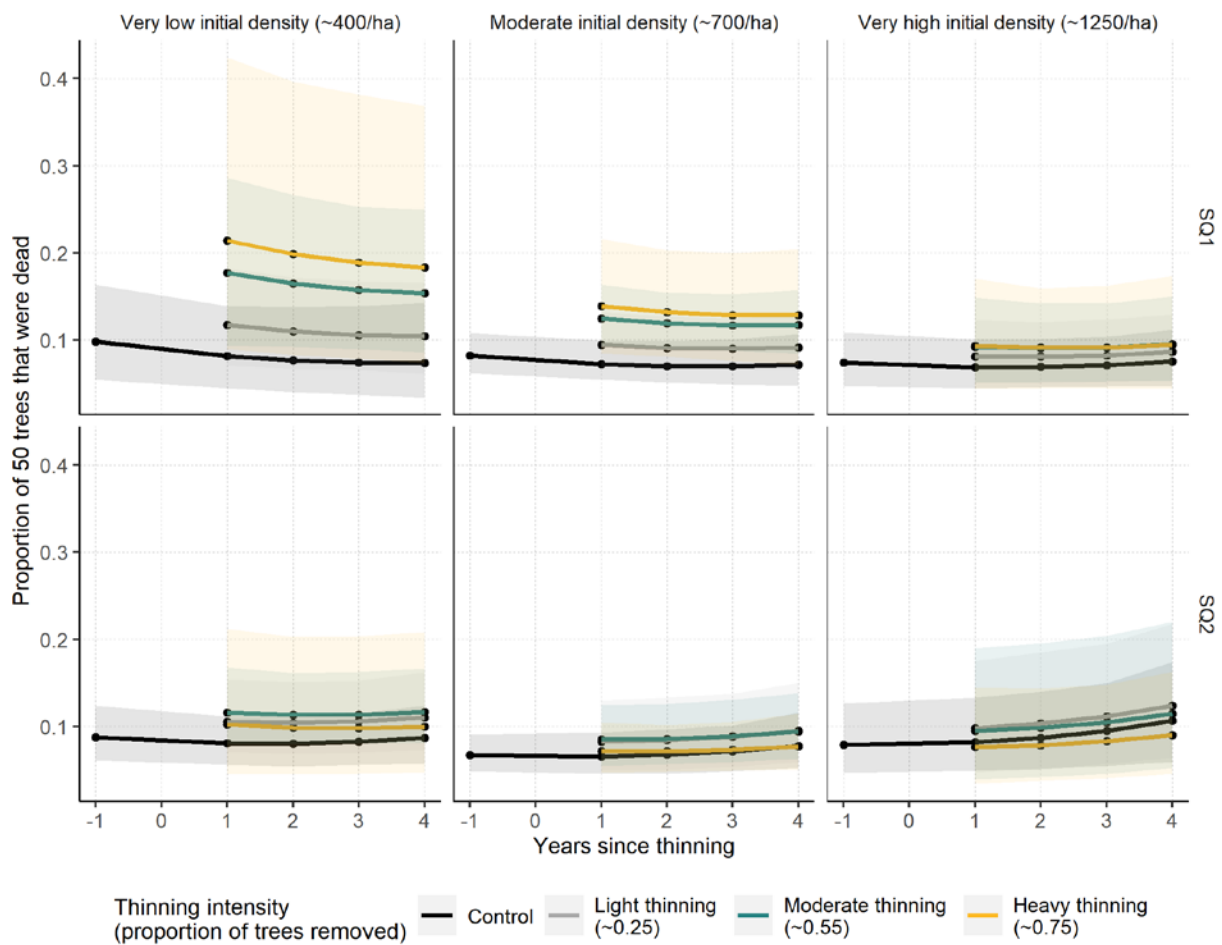 Very low initial density (~400/ha)
Moderate initial density (~700/ha)
Very high initial density (~1250/ha)
Proportion of 50 trees that were dead
0.4
0.3
0.2
0.1
SQ1
0.4
0.3
0.2
0.1
SQ2
-1 0 1 2 3 4
-1 0 1 2 3 4
-1 0 1 2 3 4
Years since thinning
Thinning intensity
(proportion of trees removed)
Control
Light thinning
(~0.25)
Moderate thinning
(~0.55)
Heavy thinning
(~0.75)